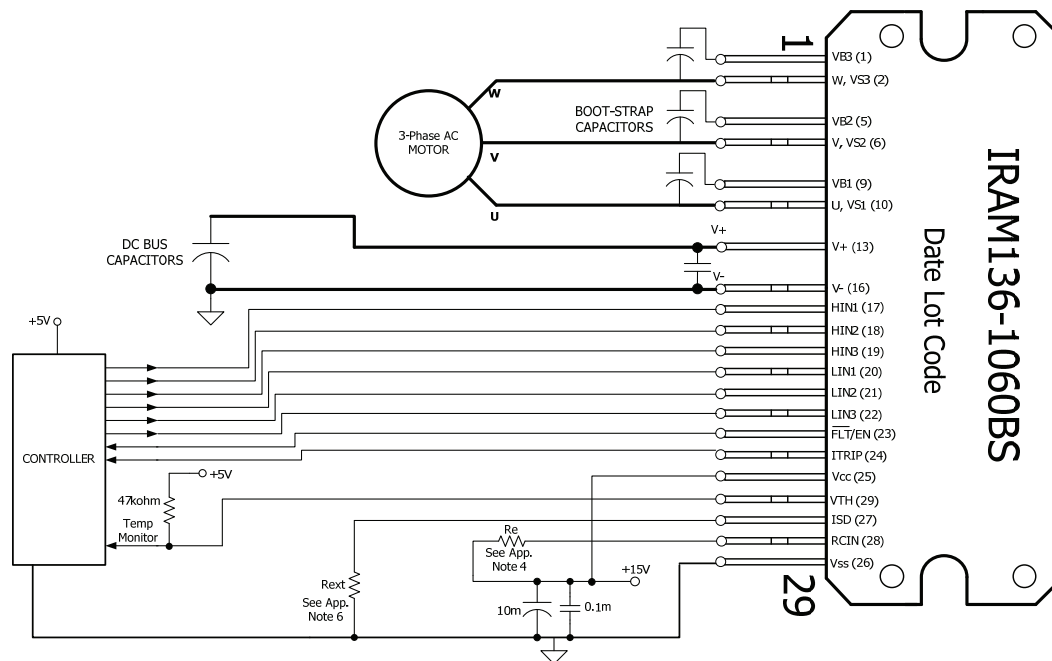 1
VB3 (1)
W, VS3 (2)
VB2 (5)
V, VS2 (6)
VB1 (9)
U, VS1 (10)
V+ (13)
V- (16)
HIN1 (17)
HIN2 (18)
HIN3 (19)
LIN1 (20)
LIN2 (21)
LIN3 (22)
FLT/EN (23)
ITRIP (24)
Vcc (25)
VTH (29)
ISD (27)
RCIN (28)
Vss (26)
29
IRAM136-1060BS
Date Lot Code
3-Phase AC
MOTOR
W
V
U
BOOT-STRAP
CAPACITORS
V+
V-
DC BUS
CAPACITORS
+5V
CONTROLLER
+5V
47kohm
Temp
Monitor
Rext
See App.
Note 6
Re
See App.
Note 4
+15V
10m
0.1m